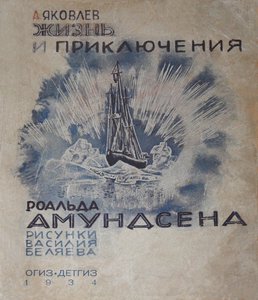 А. ЯКОВЛЕВ
ЖИЗНЬ
И ПРИКЛЮЧЕНИЯ
РОАЛЬДА
АМУНДСЕНА
РИСУНКИ
ВАСИЛИЯ
БЕЛЯЕВА
ОГИЗ • ДЕТГИЗ
1934